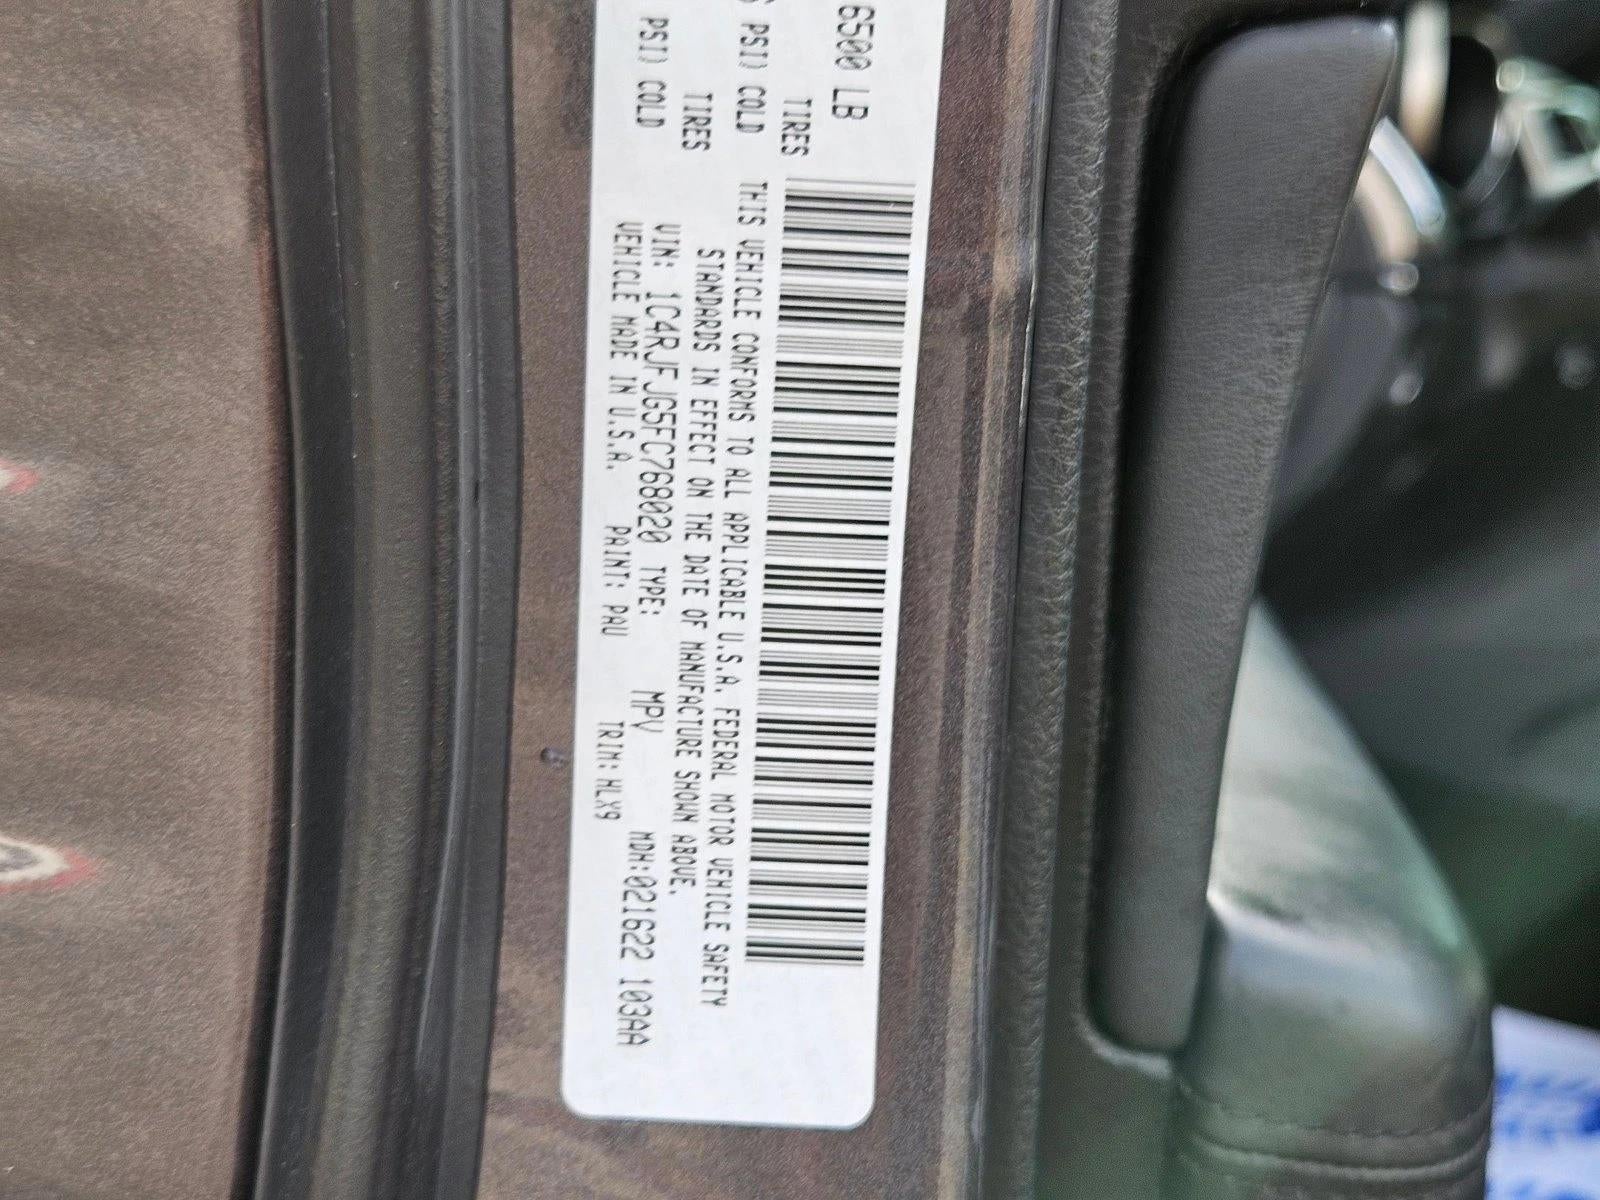 6500 LB
TIRES
PSI) COLD
TIRES
PSI) COLD
THIS VEHICLE CONFORMS TO ALL APPLICABLE U.S.A. FEDERAL MOTOR VEHICLE SAFETY
STANDARDS IN EFFECT ON THE DATE OF MANUFACTURE SHOWN ABOVE.
VIN: 1C4RJFJG5FC768020 TYPE: MPV MDH:021622 103AA
VEHICLE MADE IN U.S.A. PAINT: PAU TRIM: HLX9